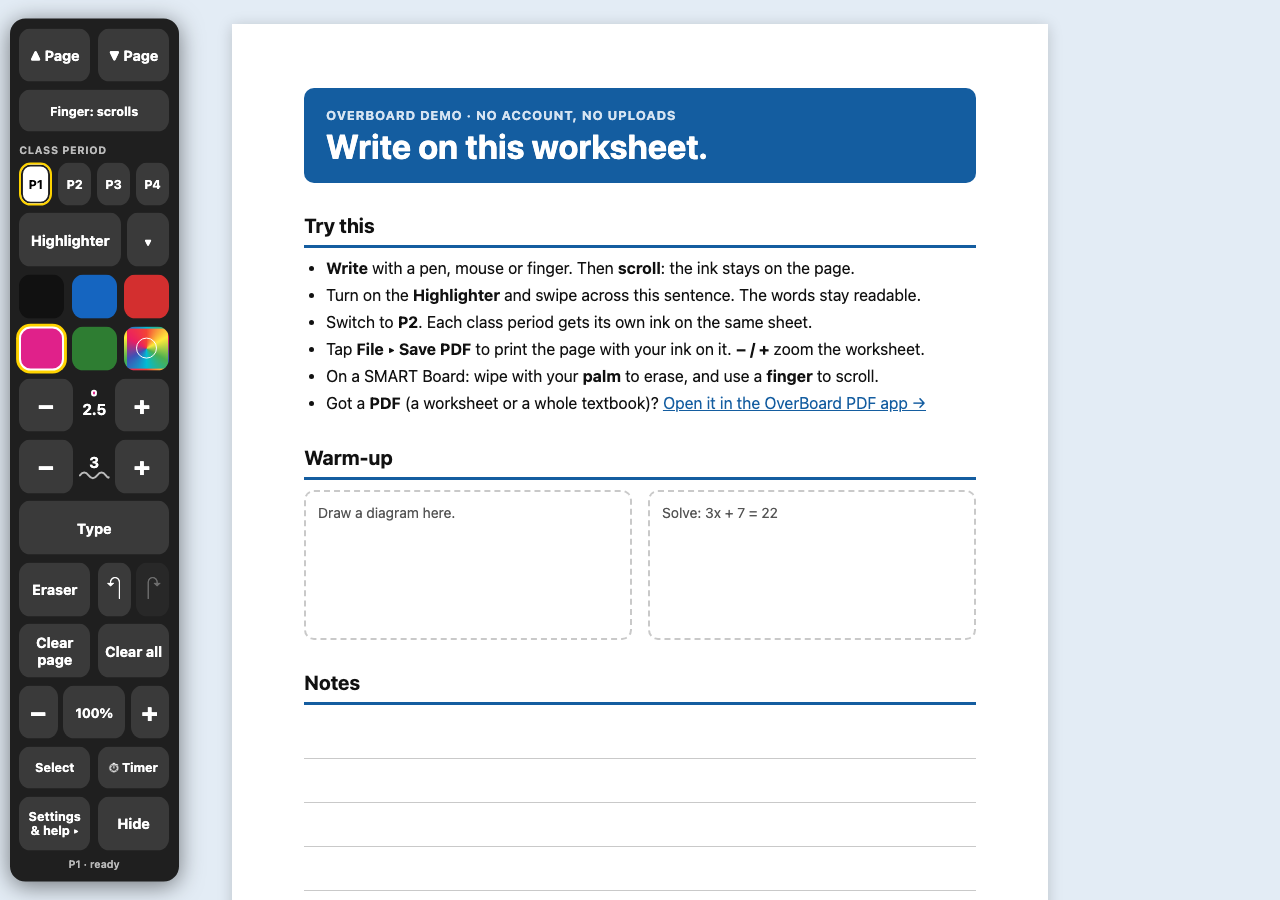 ▲ Page ▼ Page
Finger: scrolls
CLASS PERIOD
P1 P2 P3 P4
Highlighter ▾
− 2.5 +
− 3 +
Type
Eraser
Clear page Clear all
− 100% +
Select ⏱ Timer
Settings & help ▸ Hide
P1 · ready
OVERBOARD DEMO · NO ACCOUNT, NO UPLOADS
Write on this worksheet.
Try this
• Write with a pen, mouse or finger. Then scroll: the ink stays on the page.
• Turn on the Highlighter and swipe across this sentence. The words stay readable.
• Switch to P2. Each class period gets its own ink on the same sheet.
• Tap File ▸ Save PDF to print the page with your ink on it. – / + zoom the worksheet.
• On a SMART Board: wipe with your palm to erase, and use a finger to scroll.
• Got a PDF (a worksheet or a whole textbook)? Open it in the OverBoard PDF app →
Warm-up
Draw a diagram here.
Solve: 3x + 7 = 22
Notes